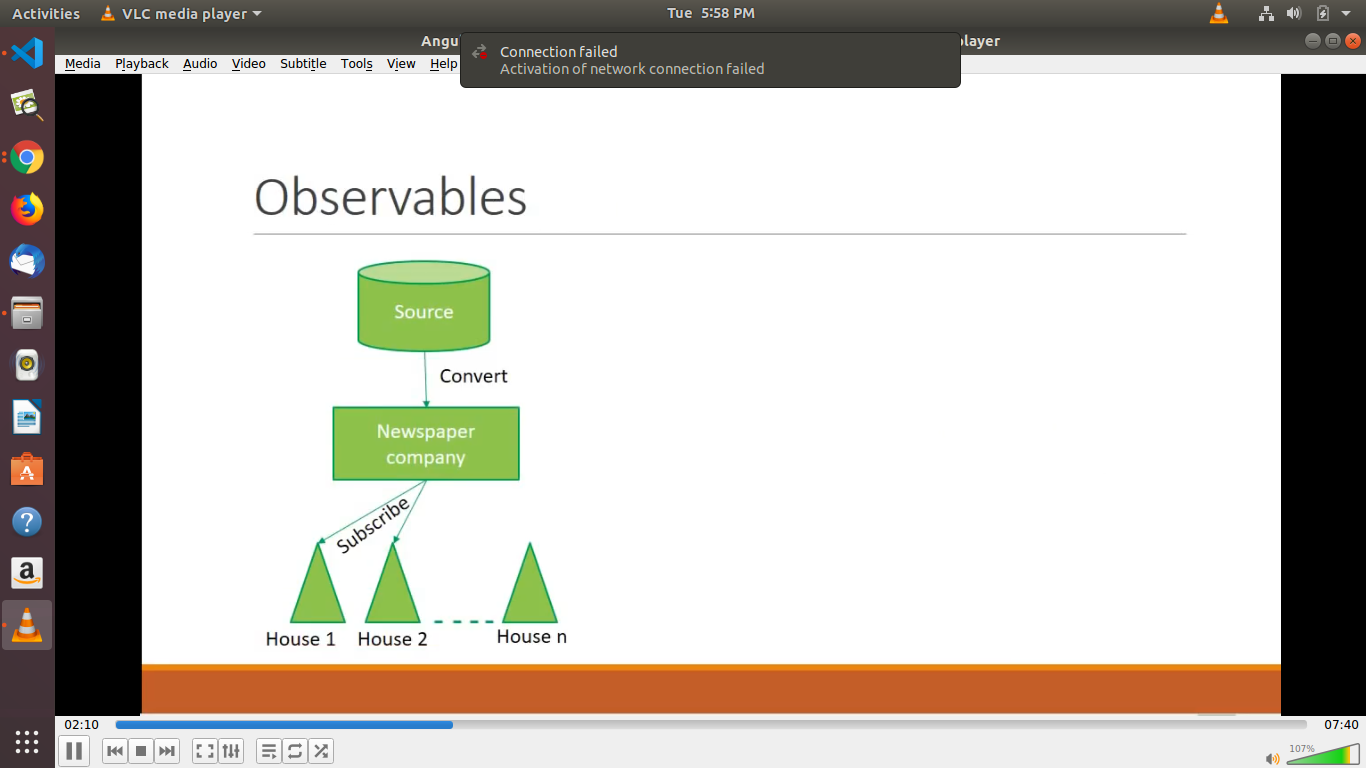 Activities VLC media player Tue 5:58 PM
Angu player
Connection failed
Activation of network connection failed
Media Playback Audio Video Subtitle Tools View Help
Observables
Source
Convert
Newspaper
company
Subscribe
House 1 House 2 House n
02:10 07:40
107%